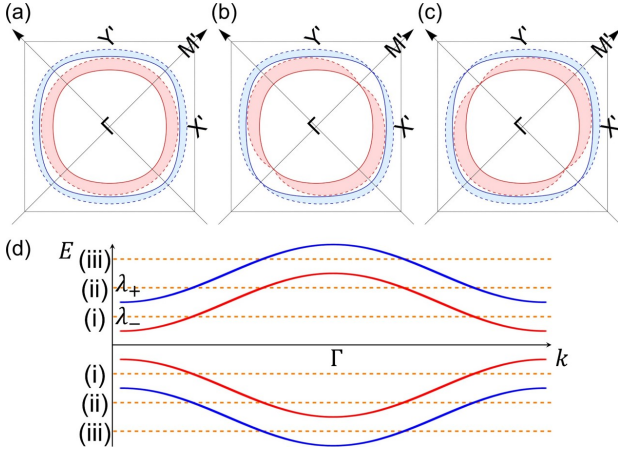 (a)
Y'
M'
Γ
X'
(b)
Y'
M'
Γ
X'
(c)
Y'
M'
Γ
X'
(d)
E
(iii)
(ii) λ₊
(i) λ₋
Γ
k
(i)
(ii)
(iii)